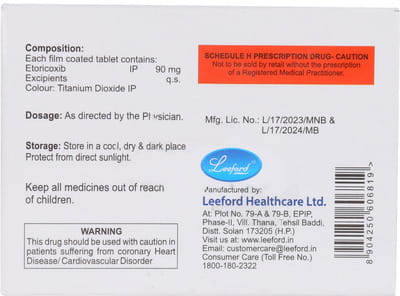 Composition:
Each film coated tablet contains:
Etoricoxib IP 90 mg
Excipients q.s.
Colour: Titanium Dioxide IP
Dosage: As directed by the Physician.
Storage: Store in a cool, dry & dark place
Protect from direct sunlight.
Keep all medicines out of reach
of children.
WARNING
This drug should be used with caution in
patients suffering from coronary Heart
Disease/ Cardiovascular Disorder
SCHEDULE H PRESCRIPTION DRUG- CAUTION
Not to be sold by retail without the prescription
of a Registered Medical Practitioner.
Mfg. Lic. No.: L/17/2023/MNB &
L/17/2024/MB
Leeford
Manufactured by:
Leeford Healthcare Ltd.
At: Plot No. 79-A & 79-B, EPIP,
Phase-II, Vill. Thana, Tehsil Baddi,
Distt. Solan 173205 (H.P.)
Visit us at: www.leeford.in
Email: customercare@leeford.in
Consumer Care (Toll Free No.)
1800-180-2322
8904250606819